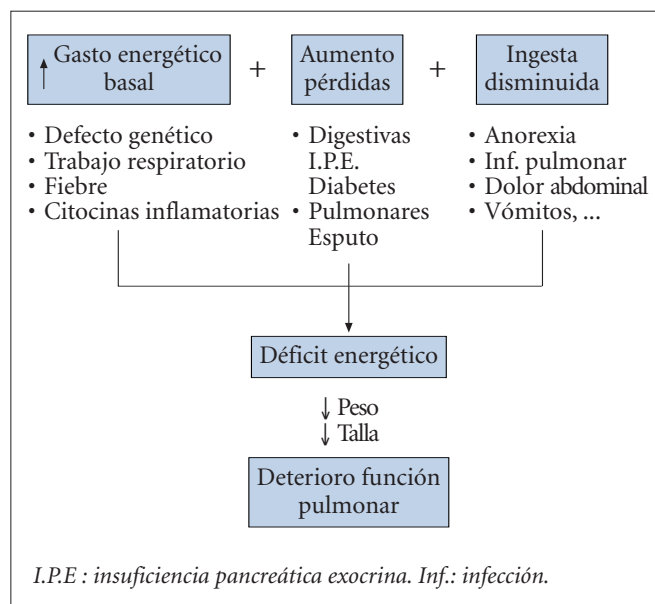 ↑ Gasto energético
basal
+
Aumento
pérdidas
+
Ingesta
disminuida
• Defecto genético
• Trabajo respiratorio
• Fiebre
• Citocinas inflamatorias
• Digestivas
I.P.E.
Diabetes
• Pulmonares
Esputo
• Anorexia
• Inf. pulmonar
• Dolor abdominal
• Vómitos, ...
Déficit energético
↓ Peso
↓ Talla
Deterioro función
pulmonar
I.P.E : insuficiencia pancreática exocrina. Inf.: infección.